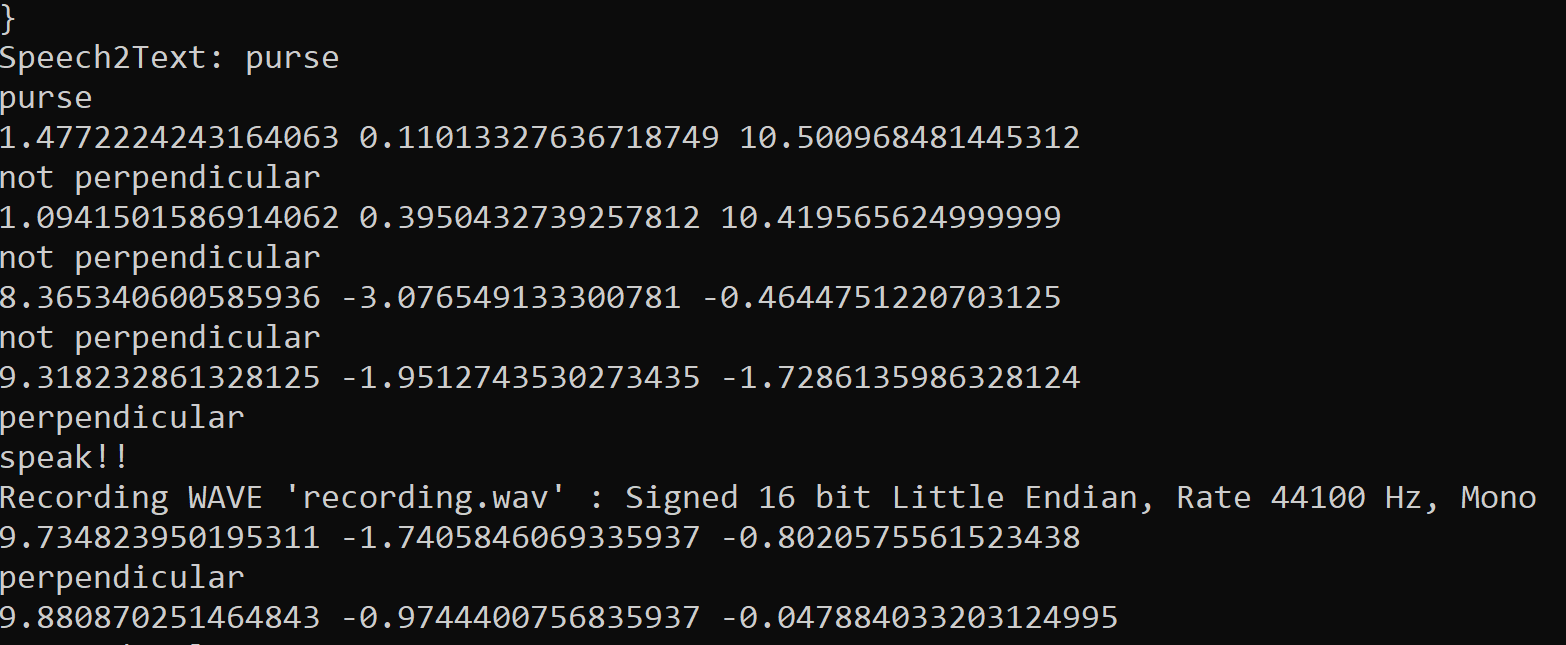 }
Speech2Text: purse
purse
1.4772224243164063 0.11013327636718749 10.500968481445312
not perpendicular
1.0941501586914062 0.3950432739257812 10.419565624999999
not perpendicular
8.365340600585936 -3.076549133300781 -0.4644751220703125
not perpendicular
9.318232861328125 -1.9512743530273435 -1.7286135986328124
perpendicular
speak!!
Recording WAVE 'recording.wav' : Signed 16 bit Little Endian, Rate 44100 Hz, Mono
9.734823950195311 -1.7405846069335937 -0.8020575561523438
perpendicular
9.880870251464843 -0.9744400756835937 -0.047884033203124995